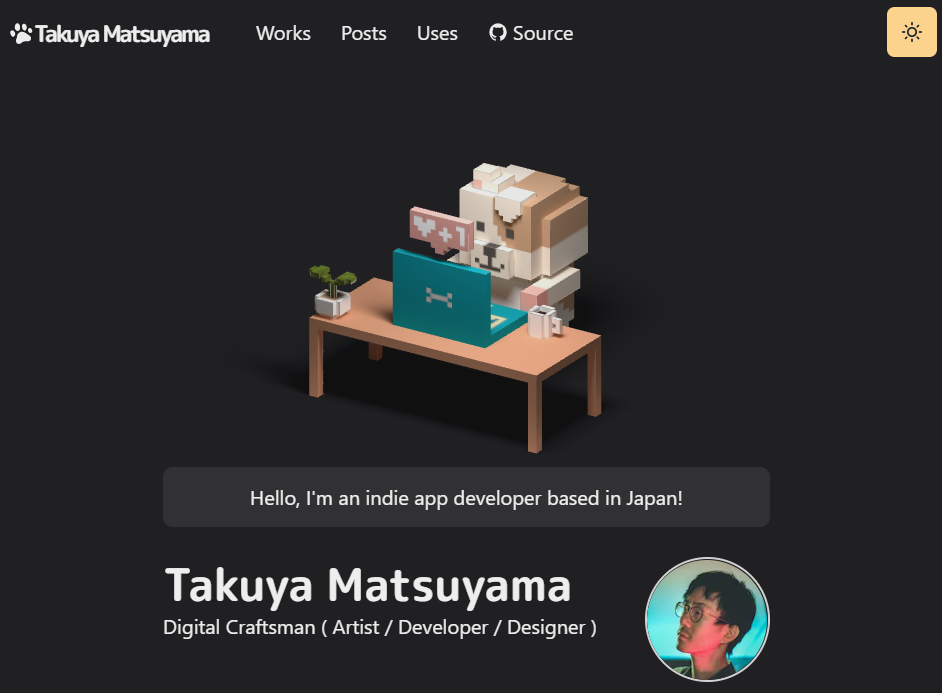 Takuya Matsuyama
Works
Posts
Uses
Source
+1
Hello, I'm an indie app developer based in Japan!
Takuya Matsuyama
Digital Craftsman ( Artist / Developer / Designer )